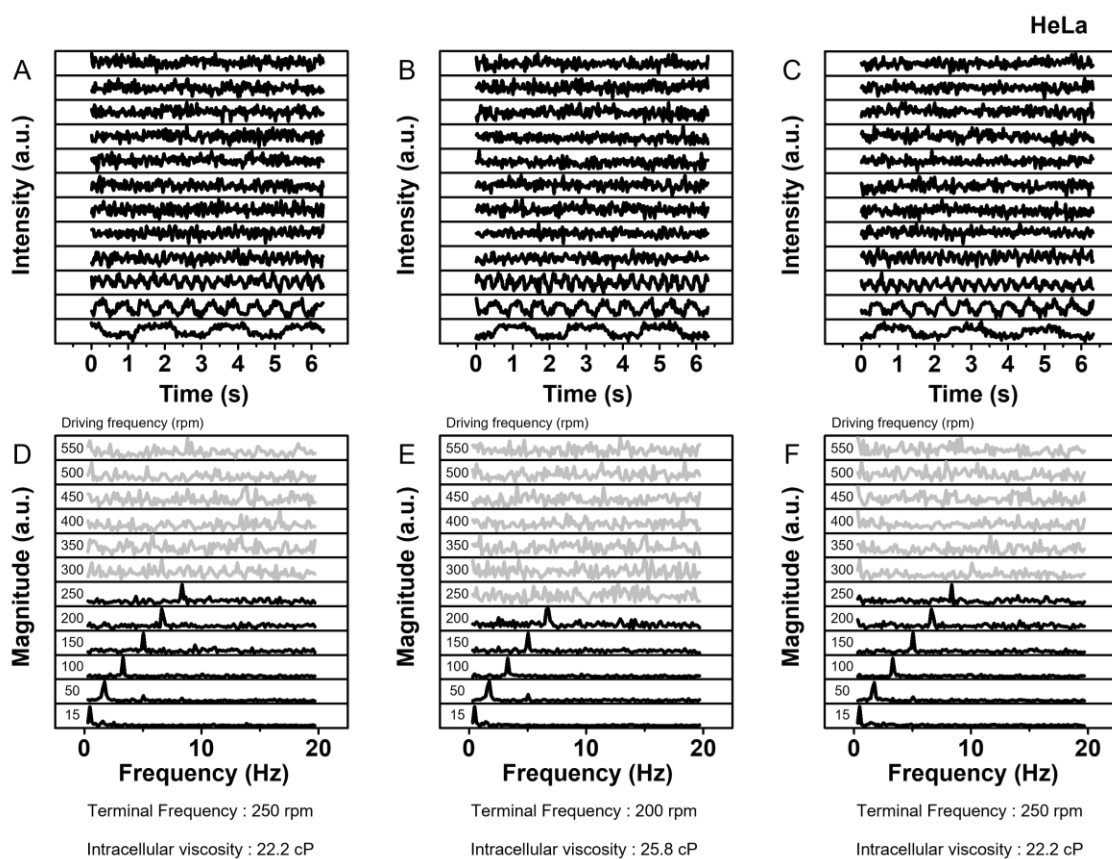 HeLa
A
B
C
Intensity (a.u.)
Intensity (a.u.)
Intensity (a.u.)
0 1 2 3 4 5 6
0 1 2 3 4 5 6
0 1 2 3 4 5 6
Time (s)
Time (s)
Time (s)
Driving frequency (rpm)
Driving frequency (rpm)
Driving frequency (rpm)
D
E
F
Magnitude (a.u.)
550
500
450
400
350
300
250
200
150
100
50
15
Magnitude (a.u.)
550
500
450
400
350
300
250
200
150
100
50
15
Magnitude (a.u.)
550
500
450
400
350
300
250
200
150
100
50
15
0 10 20
0 10 20
0 10 20
Frequency (Hz)
Frequency (Hz)
Frequency (Hz)
Terminal Frequency : 250 rpm
Terminal Frequency : 200 rpm
Terminal Frequency : 250 rpm
Intracellular viscosity : 22.2 cP
Intracellular viscosity : 25.8 cP
Intracellular viscosity : 22.2 cP